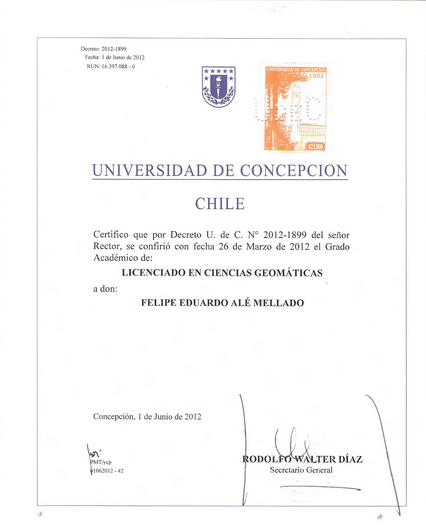 Decreto: 2012-1899
Fecha: 1 de Junio de 2012
RUN: 16.397.088 - 0
UNIVERSIDAD DE CONCEPCION
CHILE
UNIVERSIDAD DE CONCEPCION
CHILE
Certifico que por Decreto U. de C. N° 2012-1899 del señor
Rector, se confirió con fecha 26 de Marzo de 2012 el Grado
Académico de:
LICENCIADO EN CIENCIAS GEOMÁTICAS
a don:
FELIPE EDUARDO ALÉ MELLADO
Concepción, 1 de Junio de 2012
PMT/ycp
01062012 - 42
RODOLFO WALTER DÍAZ
Secretario General